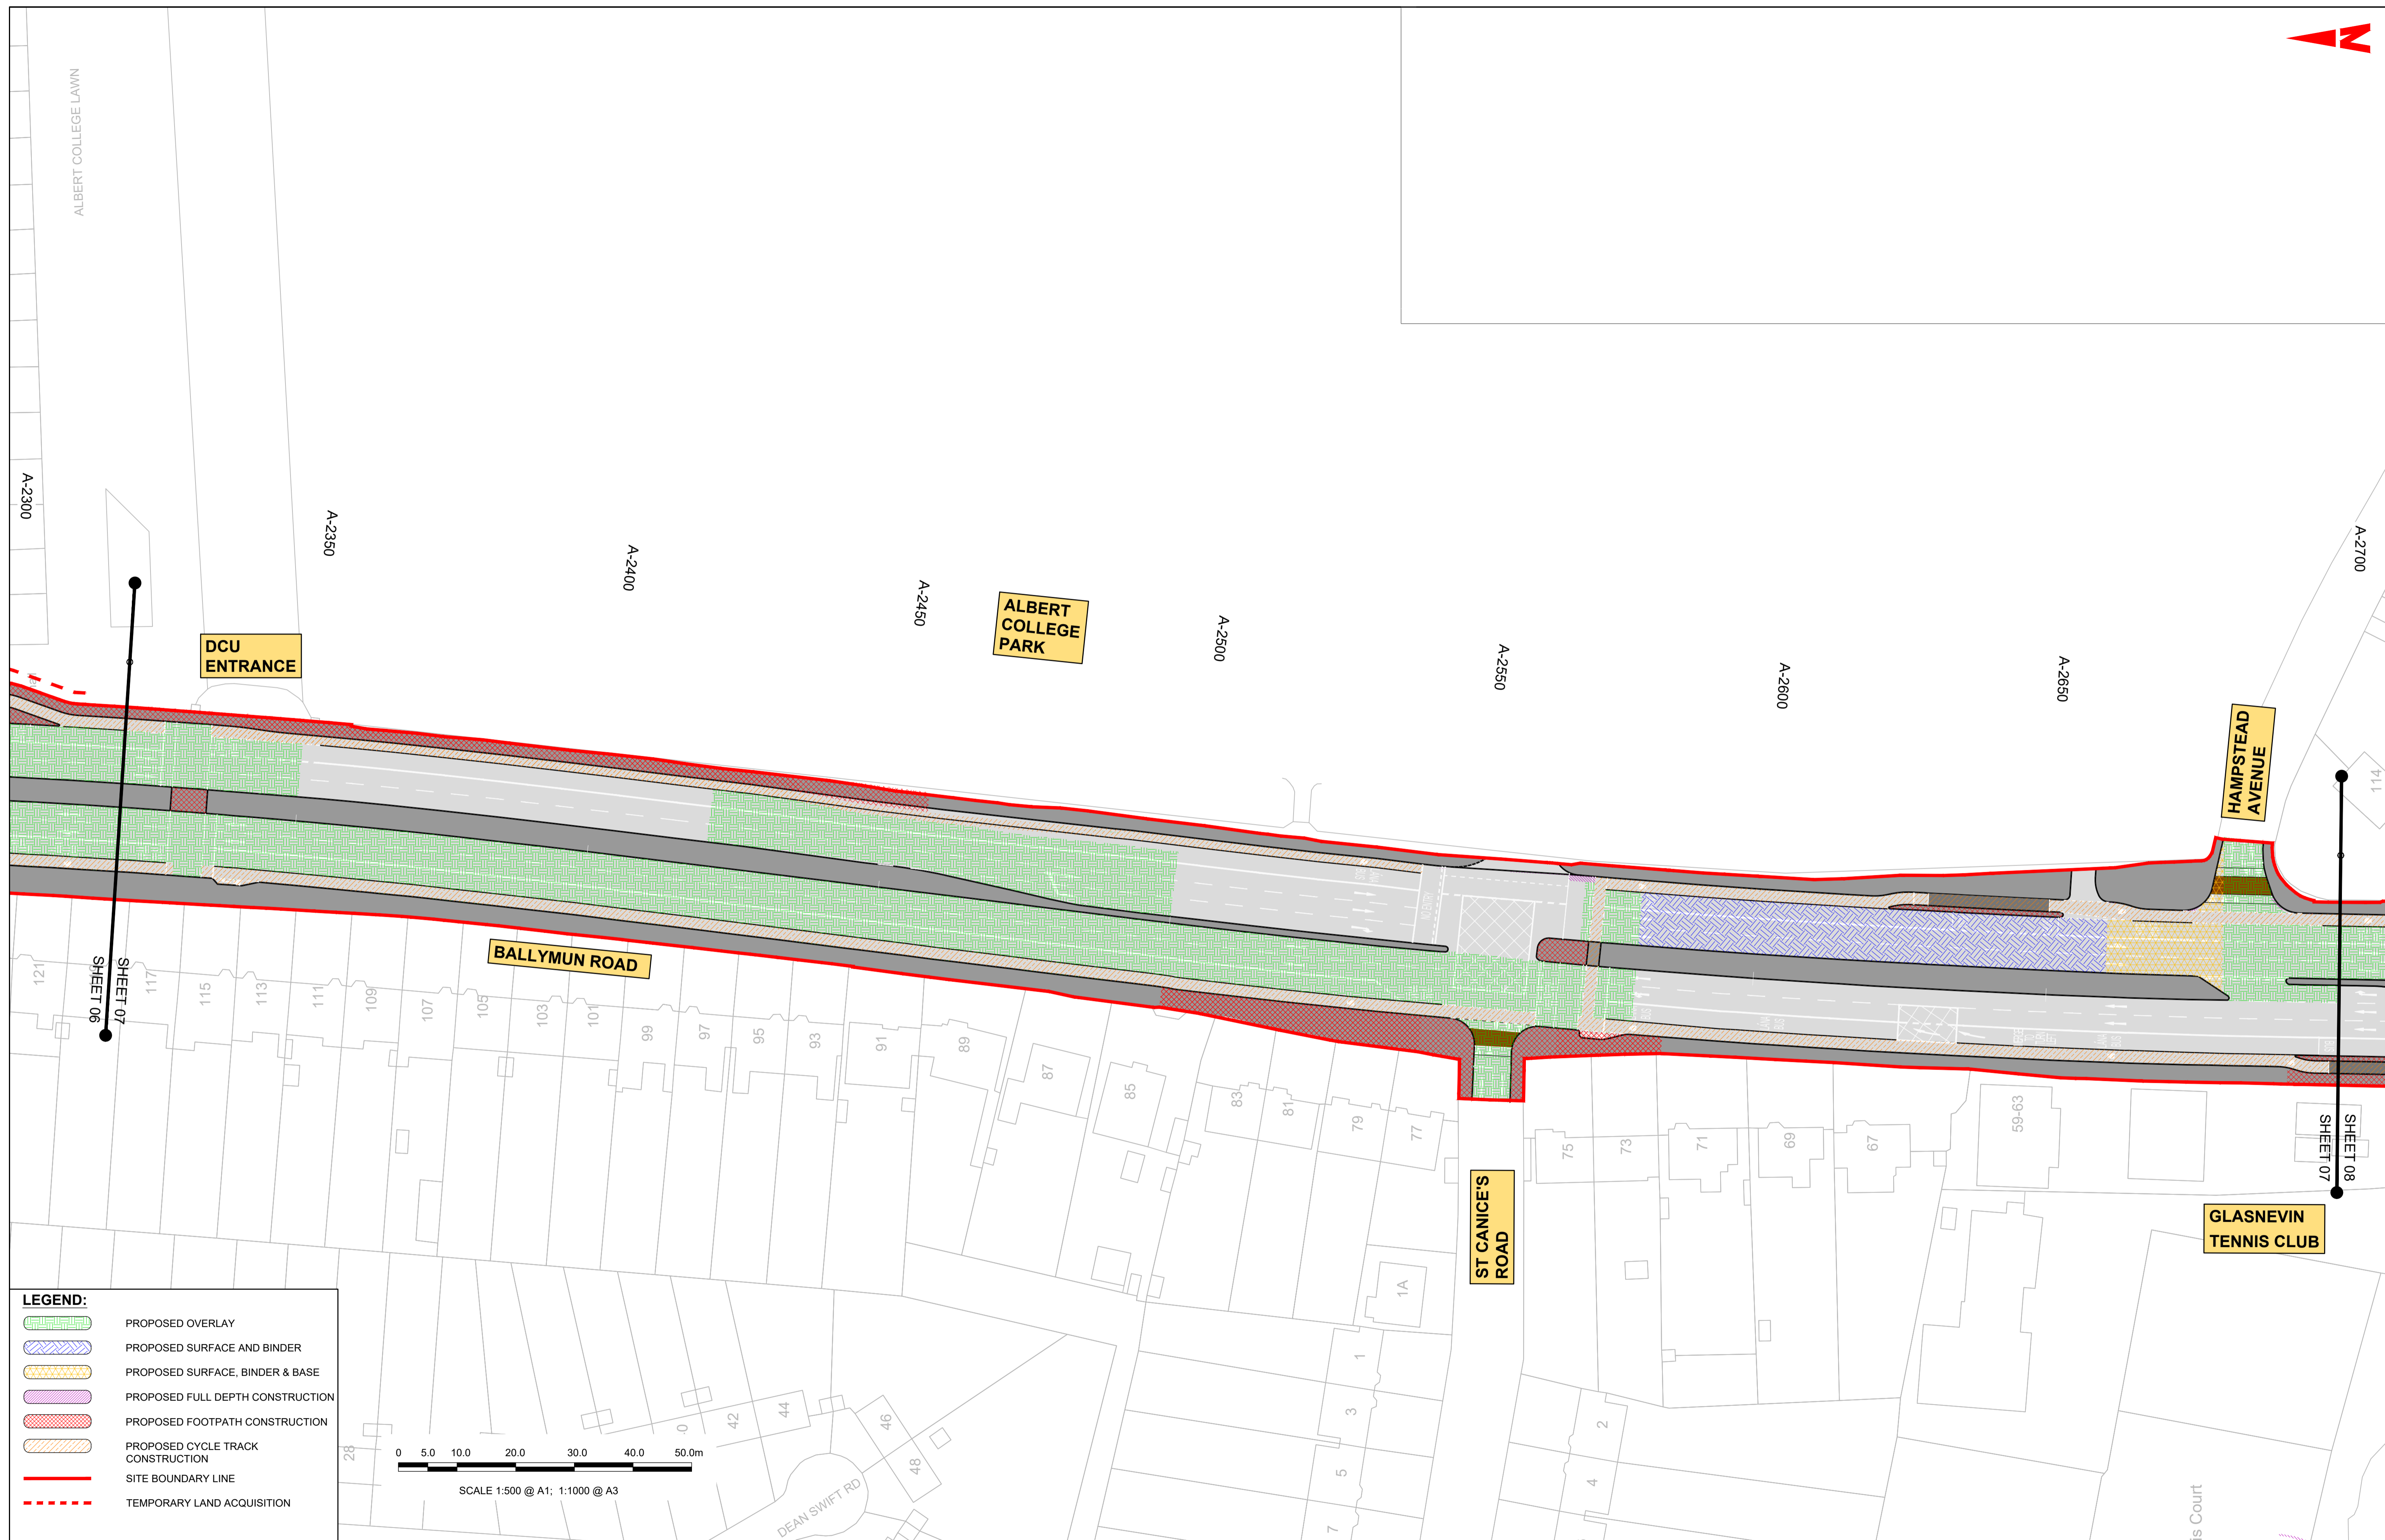 N
ALBERT COLLEGE LAWN
A-2300
A-2350
A-2400
A-2450
A-2500
A-2550
A-2600
A-2650
A-2700
DCU
ENTRANCE
ALBERT
COLLEGE
PARK
HAMPSTEAD
AVENUE
114
BALLYMUN ROAD
SHEET 07
SHEET 06
121
117
115
113
111
109
107
105
103
101
99
97
95
93
91
89
87
85
83
81
79
77
75
73
71
69
67
59-63
SHEET 08
SHEET 07
ST CANICE'S
ROAD
GLASNEVIN
TENNIS CLUB
1A
1
3
5
7
2
4
28
42
44
46
48
DEAN SWIFT RD
is Court
LEGEND:
PROPOSED OVERLAY
PROPOSED SURFACE AND BINDER
PROPOSED SURFACE, BINDER & BASE
PROPOSED FULL DEPTH CONSTRUCTION
PROPOSED FOOTPATH CONSTRUCTION
PROPOSED CYCLE TRACK
CONSTRUCTION
SITE BOUNDARY LINE
TEMPORARY LAND ACQUISITION
0 5.0 10.0 20.0 30.0 40.0 50.0m
SCALE 1:500 @ A1; 1:1000 @ A3